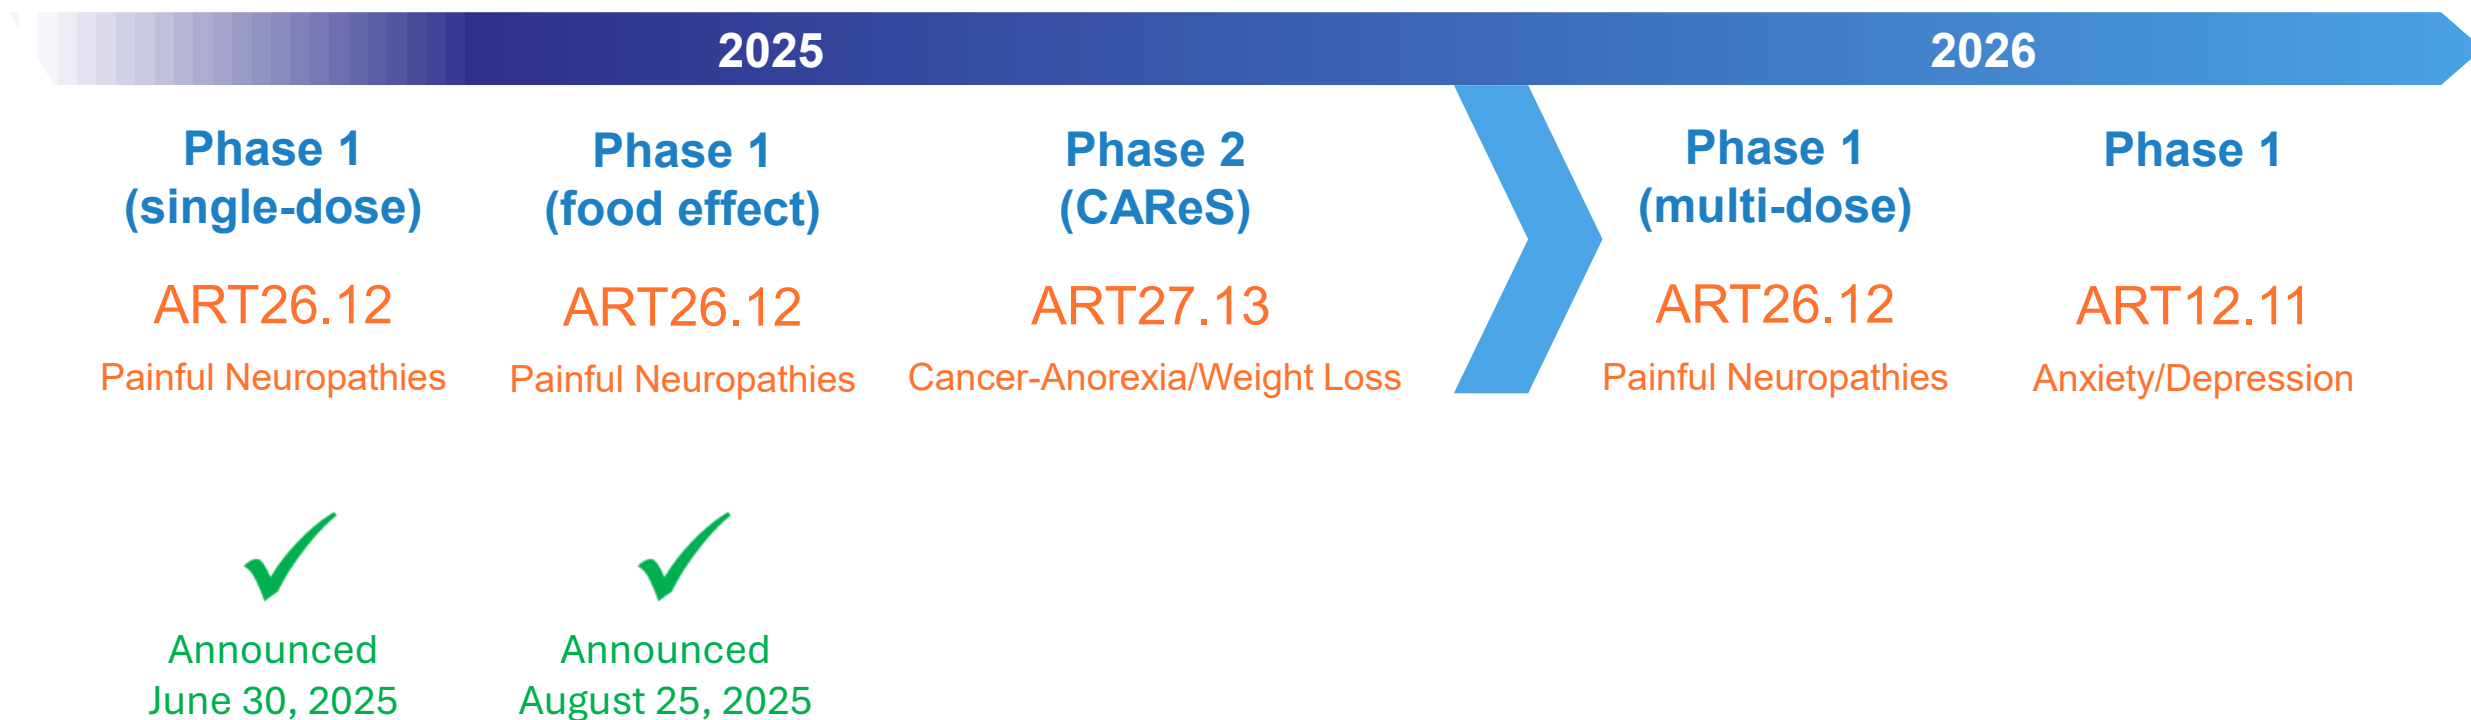 2025
2026
Phase 1
(single-dose)
ART26.12
Painful Neuropathies
Announced
June 30, 2025
Phase 1
(food effect)
ART26.12
Painful Neuropathies
Announced
August 25, 2025
Phase 2
(CAReS)
ART27.13
Cancer-Anorexia/Weight Loss
Phase 1
(multi-dose)
ART26.12
Painful Neuropathies
Phase 1
ART12.11
Anxiety/Depression